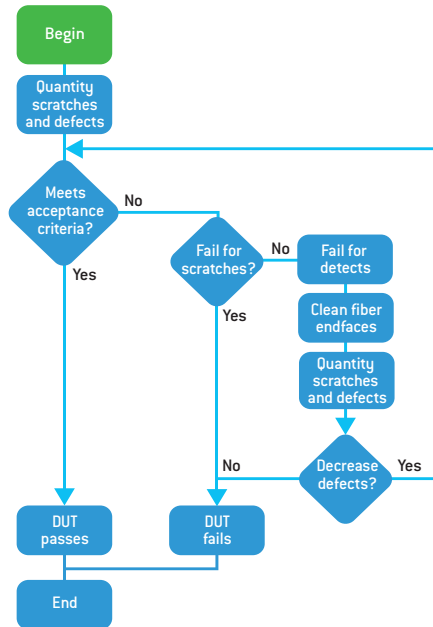 Begin
Quantity
scratches
and defects
Meets
acceptance
criteria?
No
Yes
Fail for
scratches?
No
Yes
Fail for
detects
Clean fiber
endfaces
Quantity
scratches
and defects
Decrease
defects?
No
Yes
DUT
passes
DUT
fails
End